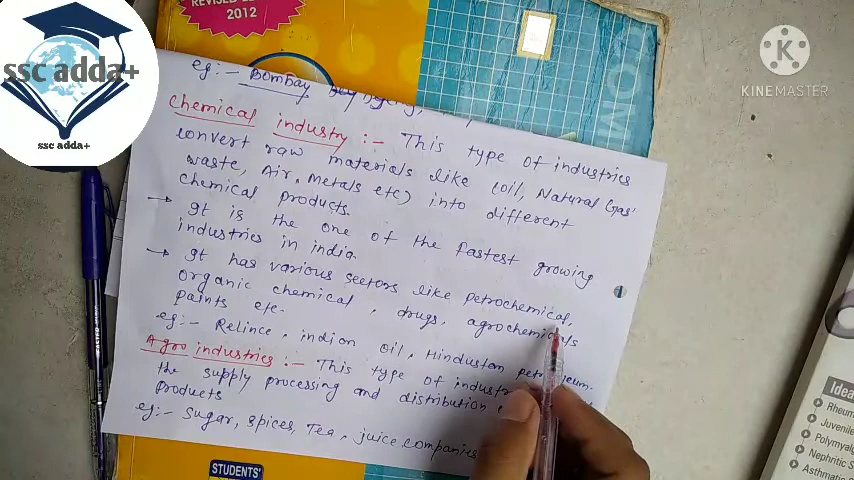 REVISED
2012
ssc adda+
ssc adda+
KINEMASTER
eg:- Bombay
Chemical industry :- This type of industries
convert raw materials like (oil, Natural Gas,
waste, Air, Metals etc) into different
chemical products.
→ It is the one of the fastest growing
industries in india.
→ It has various sectors like petrochemical,
organic chemical, drugs, agrochemicals
paints etc.
eg:- Relince, indian oil, Hindustan petroleum.
Agro industries :- This type of
the supply processing and distribution
products
eg:- Sugar, spices, Tea, juice companies
STUDENTS'
Idea
Rheum
Juvenile
Polymyal
Nephritic S
Asthmatic